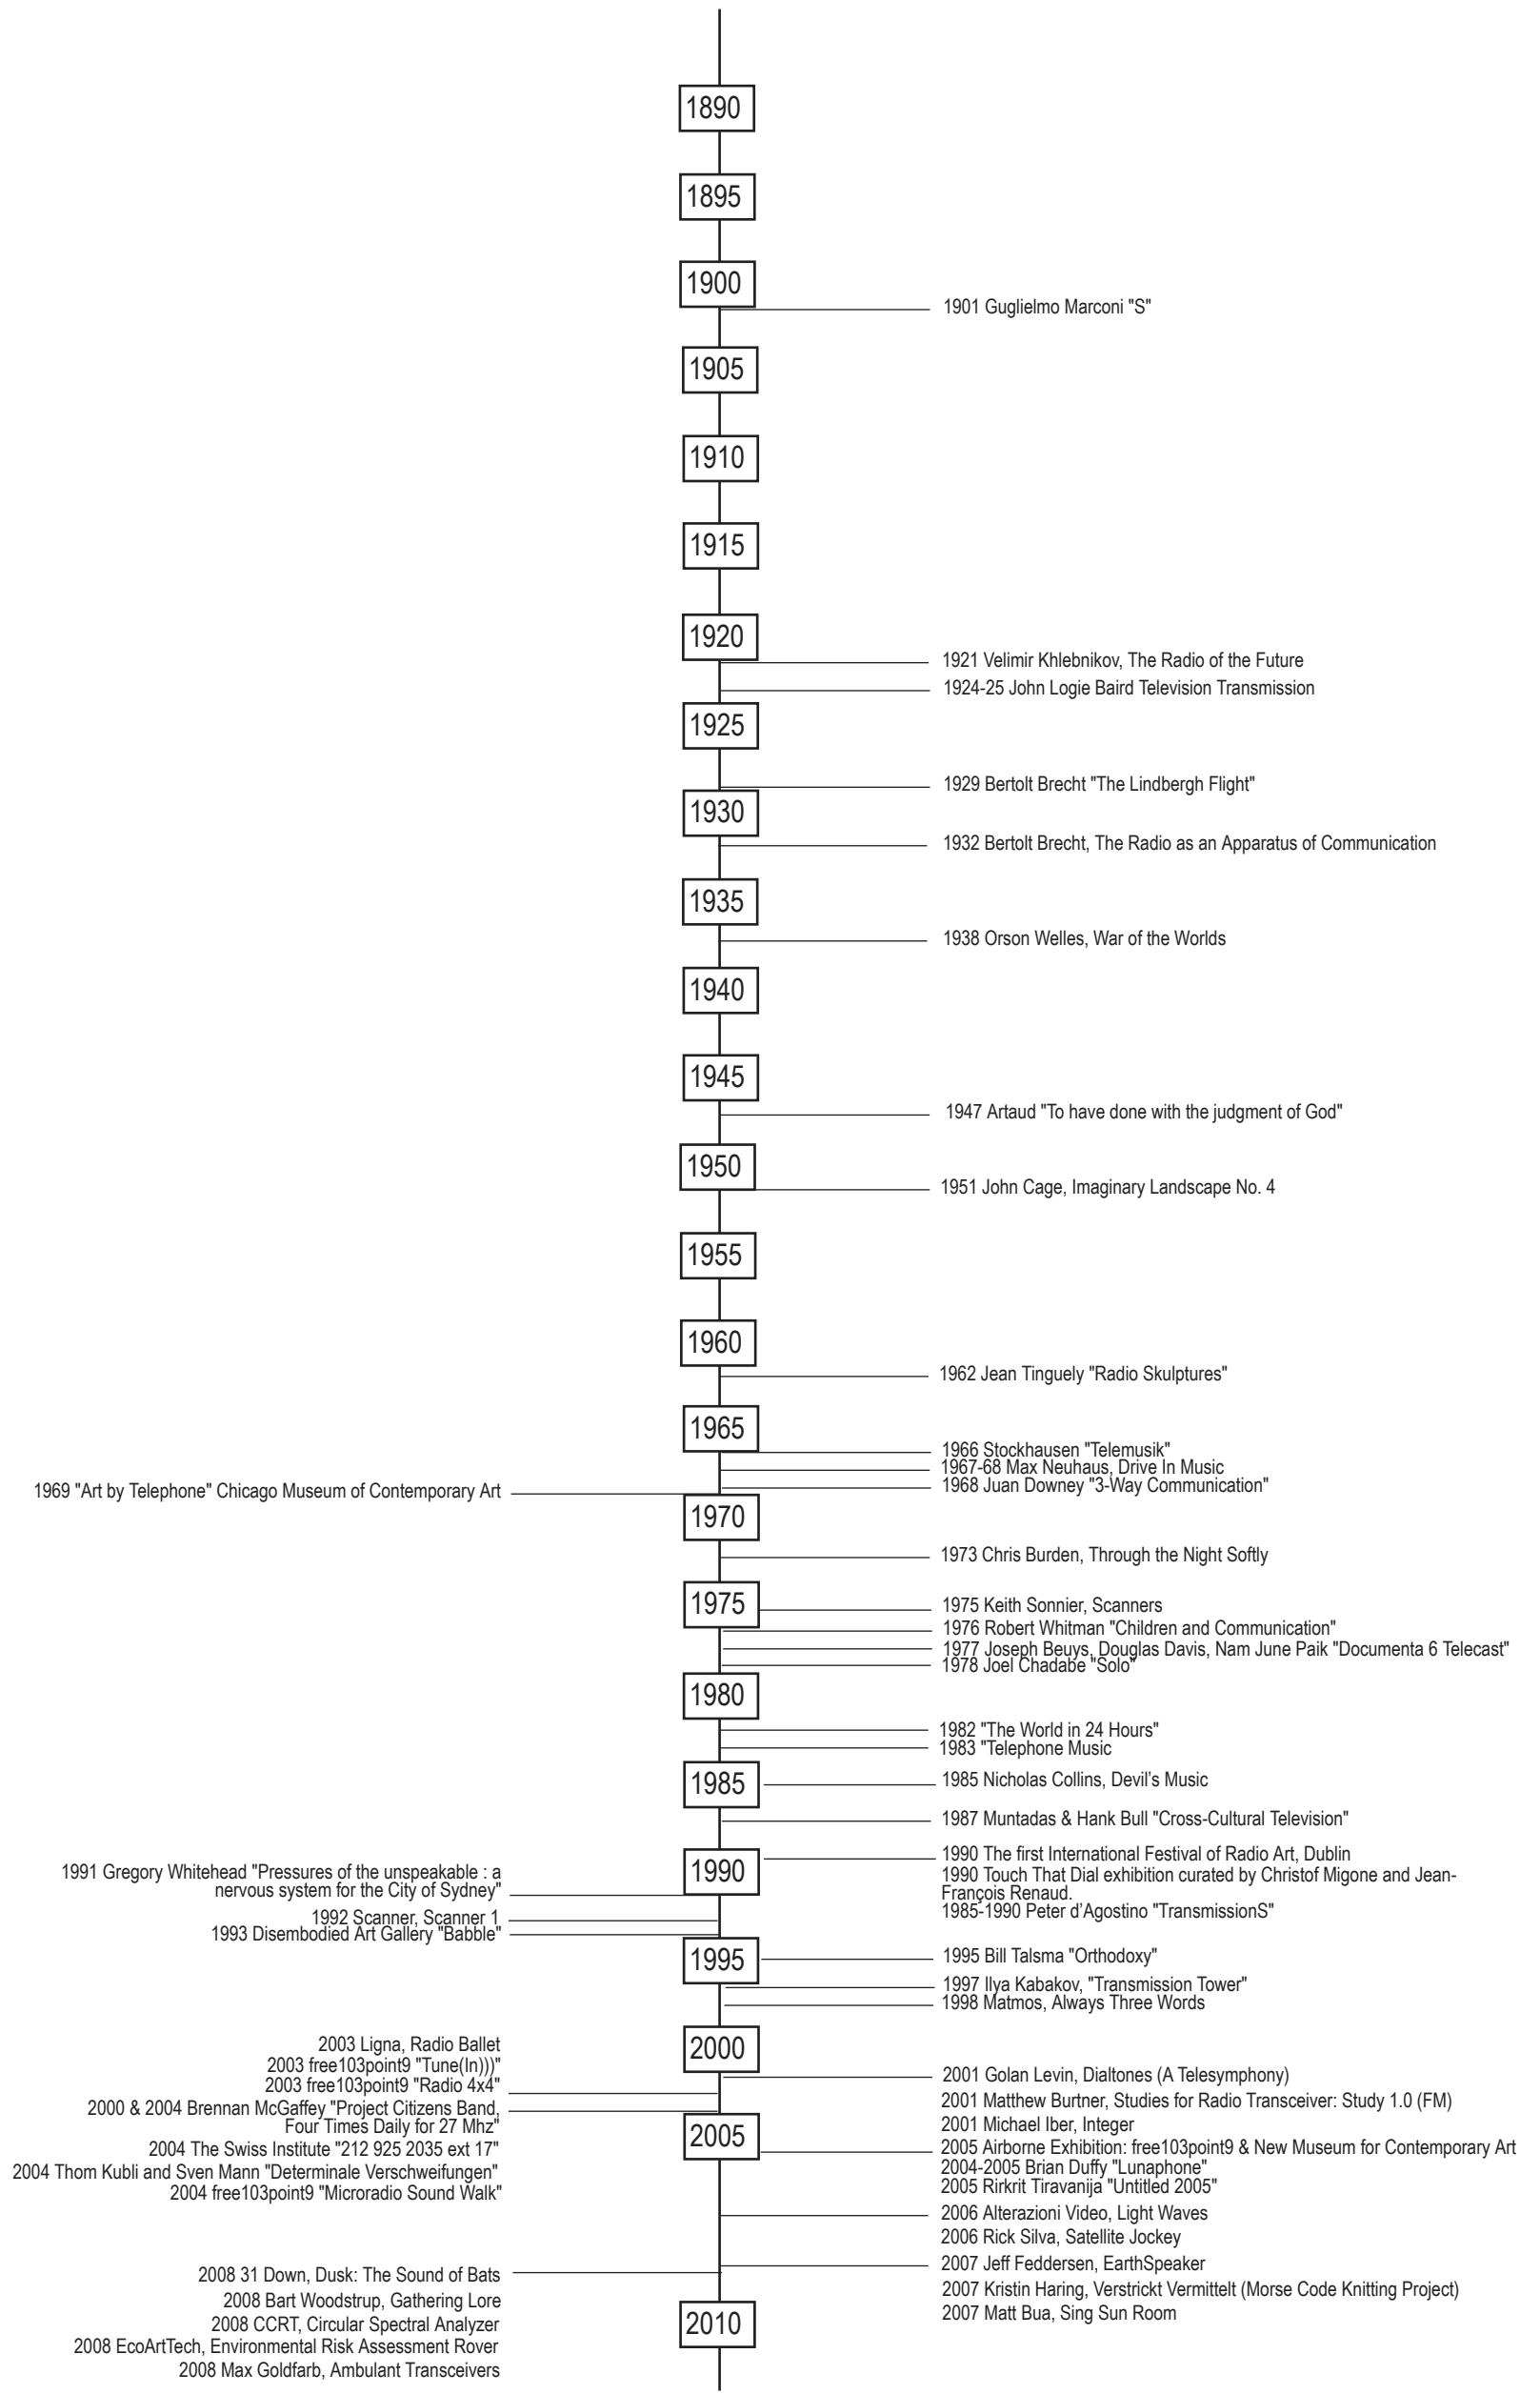 1890
1895
1900
1901 Guglielmo Marconi "S"
1905
1910
1915
1920
1921 Velimir Khlebnikov, The Radio of the Future
1924-25 John Logie Baird Television Transmission
1925
1929 Bertolt Brecht "The Lindbergh Flight"
1930
1932 Bertolt Brecht, The Radio as an Apparatus of Communication
1935
1938 Orson Welles, War of the Worlds
1940
1945
1947 Artaud "To have done with the judgment of God"
1950
1951 John Cage, Imaginary Landscape No. 4
1955
1960
1962 Jean Tinguely "Radio Skulptures"
1965
1966 Stockhausen "Telemusik"
1967-68 Max Neuhaus, Drive In Music
1968 Juan Downey "3-Way Communication"
1969 "Art by Telephone" Chicago Museum of Contemporary Art
1970
1973 Chris Burden, Through the Night Softly
1975
1975 Keith Sonnier, Scanners
1976 Robert Whitman "Children and Communication"
1977 Joseph Beuys, Douglas Davis, Nam June Paik "Documenta 6 Telecast"
1978 Joel Chadabe "Solo"
1980
1982 "The World in 24 Hours"
1983 "Telephone Music
1985
1985 Nicholas Collins, Devil's Music
1987 Muntadas & Hank Bull "Cross-Cultural Television"
1990
1990 The first International Festival of Radio Art, Dublin
1990 Touch That Dial exhibition curated by Christof Migone and Jean-
François Renaud.
1985-1990 Peter d'Agostino "TransmissionS"
1991 Gregory Whitehead "Pressures of the unspeakable : a
nervous system for the City of Sydney"
1992 Scanner, Scanner 1
1993 Disembodied Art Gallery "Babble"
1995
1995 Bill Talsma "Orthodoxy"
1997 Ilya Kabakov, "Transmission Tower"
1998 Matmos, Always Three Words
2000
2003 Ligna, Radio Ballet
2003 free103point9 "Tune(In)))"
2003 free103point9 "Radio 4x4"
2000 & 2004 Brennan McGaffey "Project Citizens Band,
Four Times Daily for 27 Mhz"
2004 The Swiss Institute "212 925 2035 ext 17"
2004 Thom Kubli and Sven Mann "Determinale Verschweifungen"
2004 free103point9 "Microradio Sound Walk"
2001 Golan Levin, Dialtones (A Telesymphony)
2001 Matthew Burtner, Studies for Radio Transceiver: Study 1.0 (FM)
2001 Michael Iber, Integer
2005
2005 Airborne Exhibition: free103point9 & New Museum for Contemporary Art
2004-2005 Brian Duffy "Lunaphone"
2005 Rirkrit Tiravanija "Untitled 2005"
2006 Alterazioni Video, Light Waves
2006 Rick Silva, Satellite Jockey
2007 Jeff Feddersen, EarthSpeaker
2007 Kristin Haring, Verstrickt Vermittelt (Morse Code Knitting Project)
2007 Matt Bua, Sing Sun Room
2008 31 Down, Dusk: The Sound of Bats
2008 Bart Woodstrup, Gathering Lore
2008 CCRT, Circular Spectral Analyzer
2008 EcoArtTech, Environmental Risk Assessment Rover
2008 Max Goldfarb, Ambulant Transceivers
2010